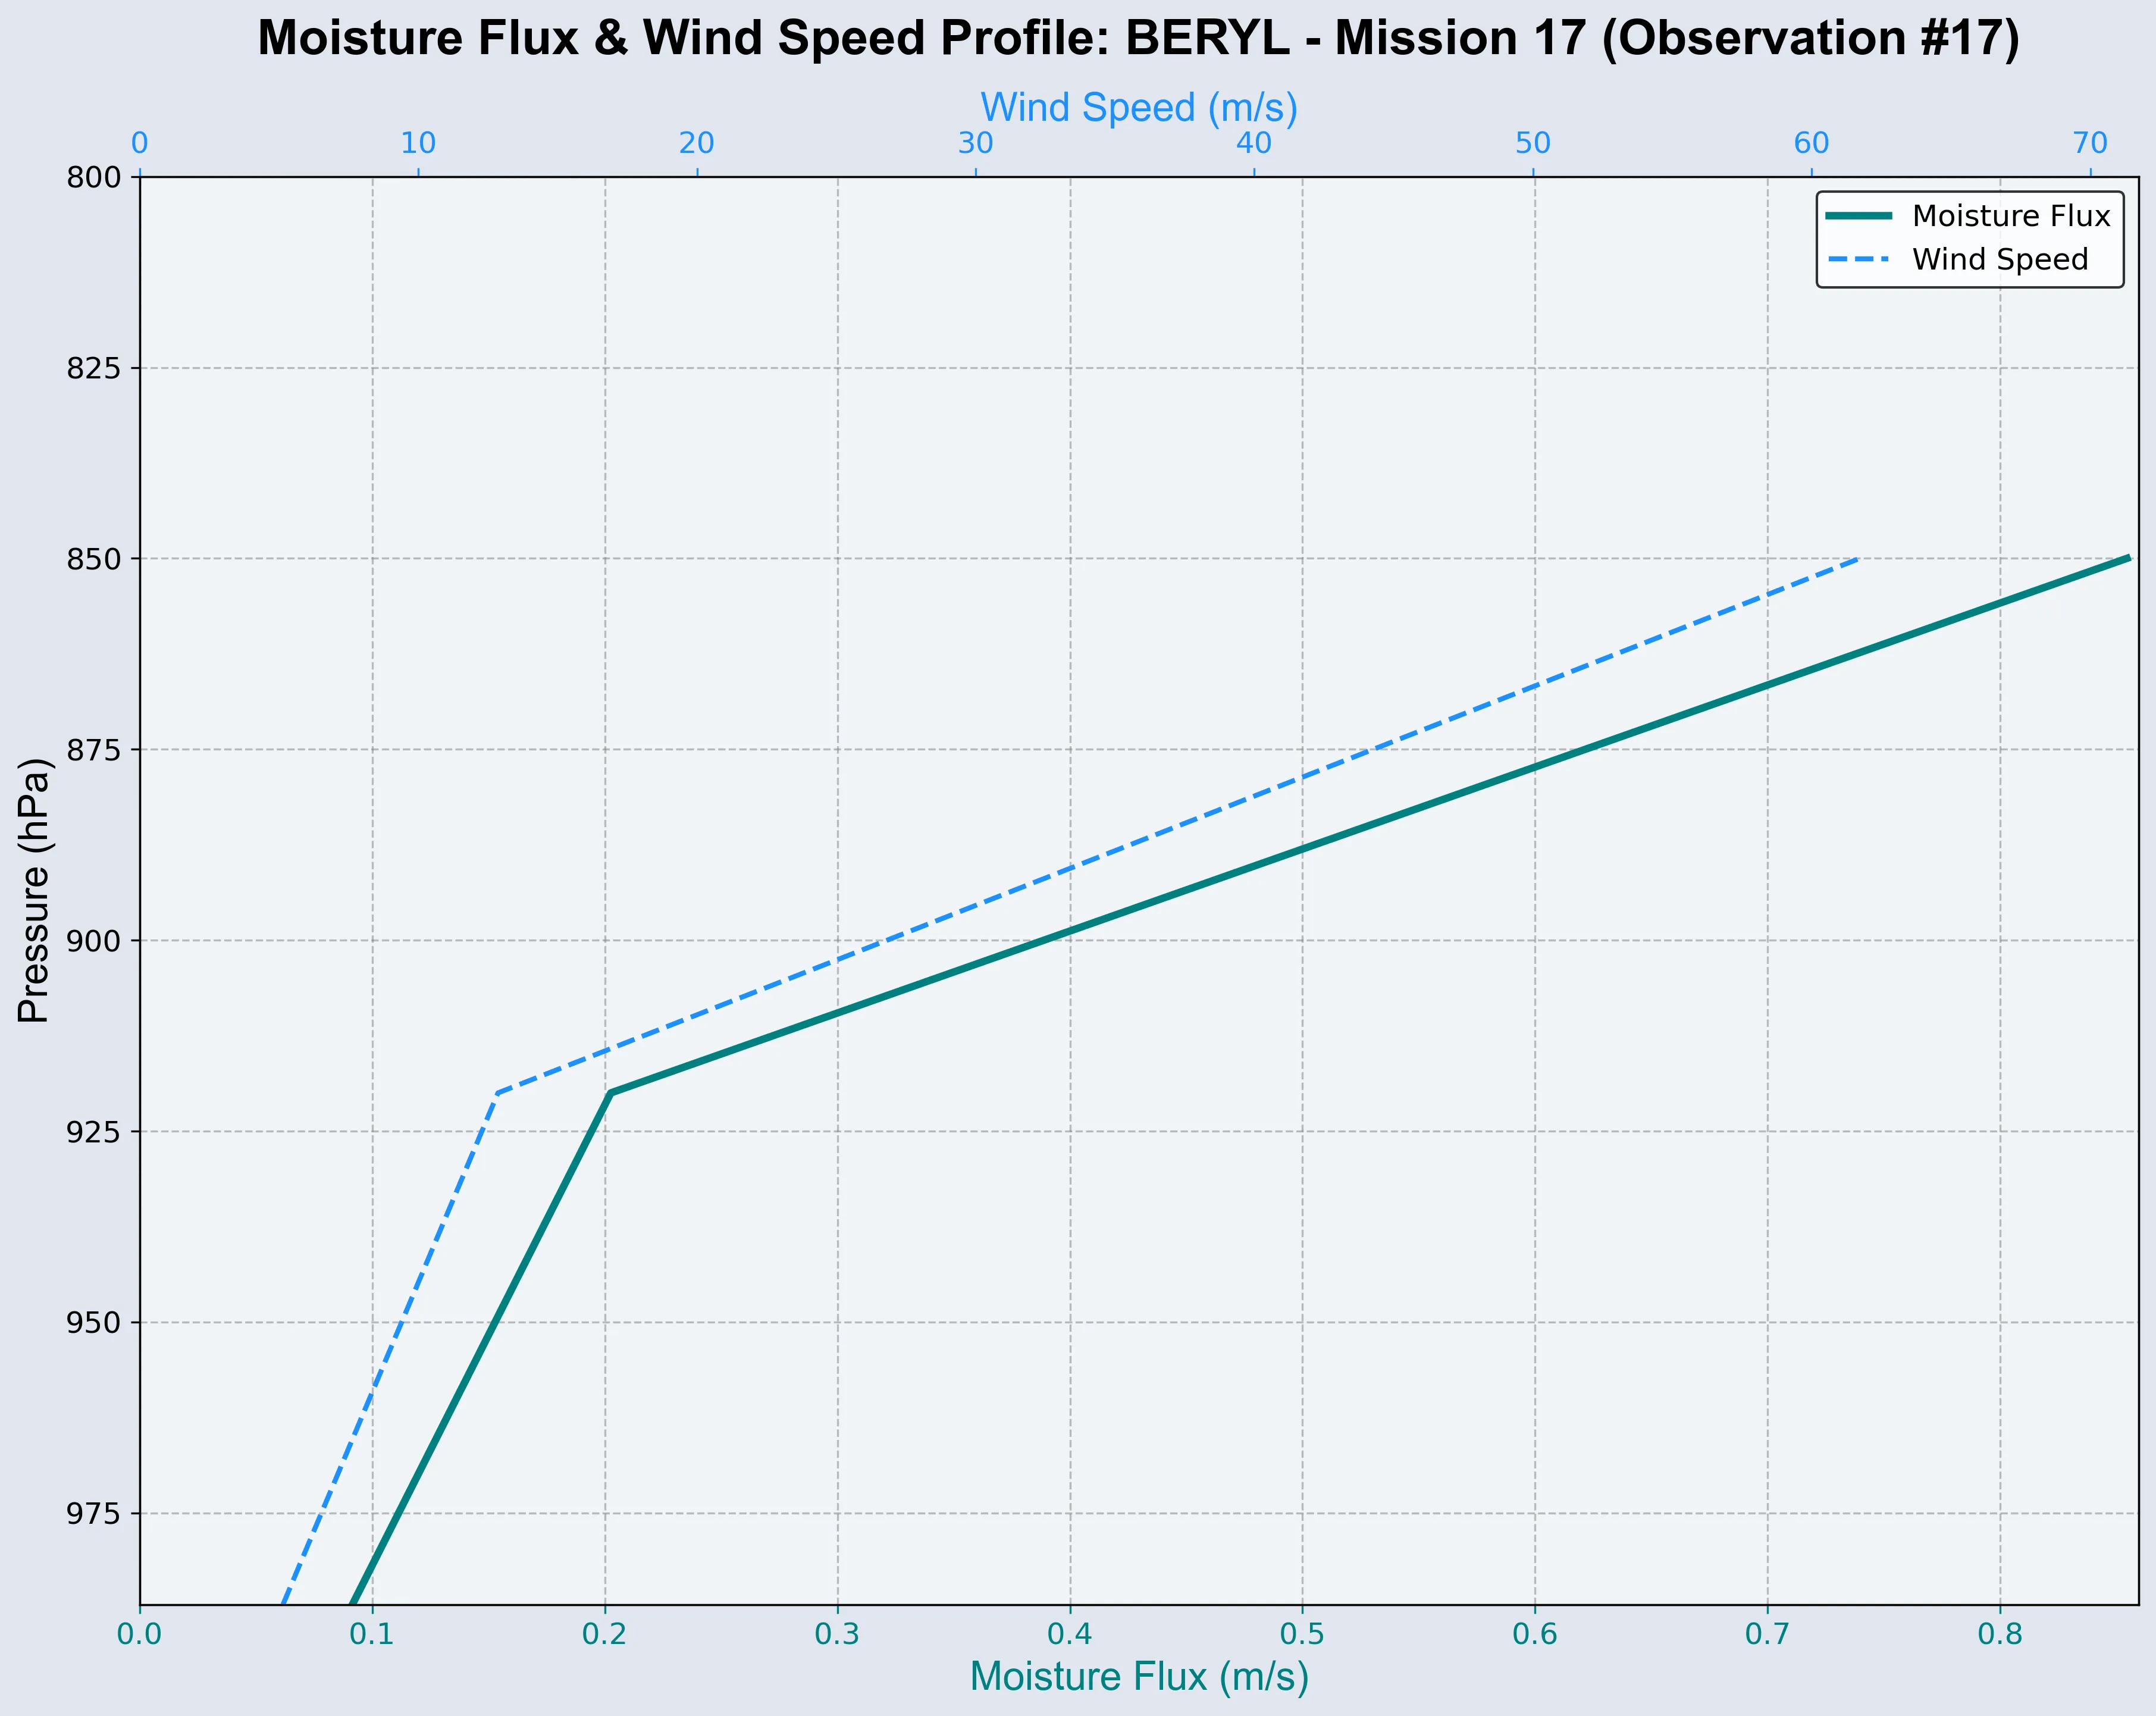 Moisture Flux & Wind Speed Profile: BERYL - Mission 17 (Observation #17)
Wind Speed (m/s)
0 10 20 30 40 50 60 70
Moisture Flux
Wind Speed
800
825
850
875
900
925
950
975
Pressure (hPa)
0.0 0.1 0.2 0.3 0.4 0.5 0.6 0.7 0.8
Moisture Flux (m/s)